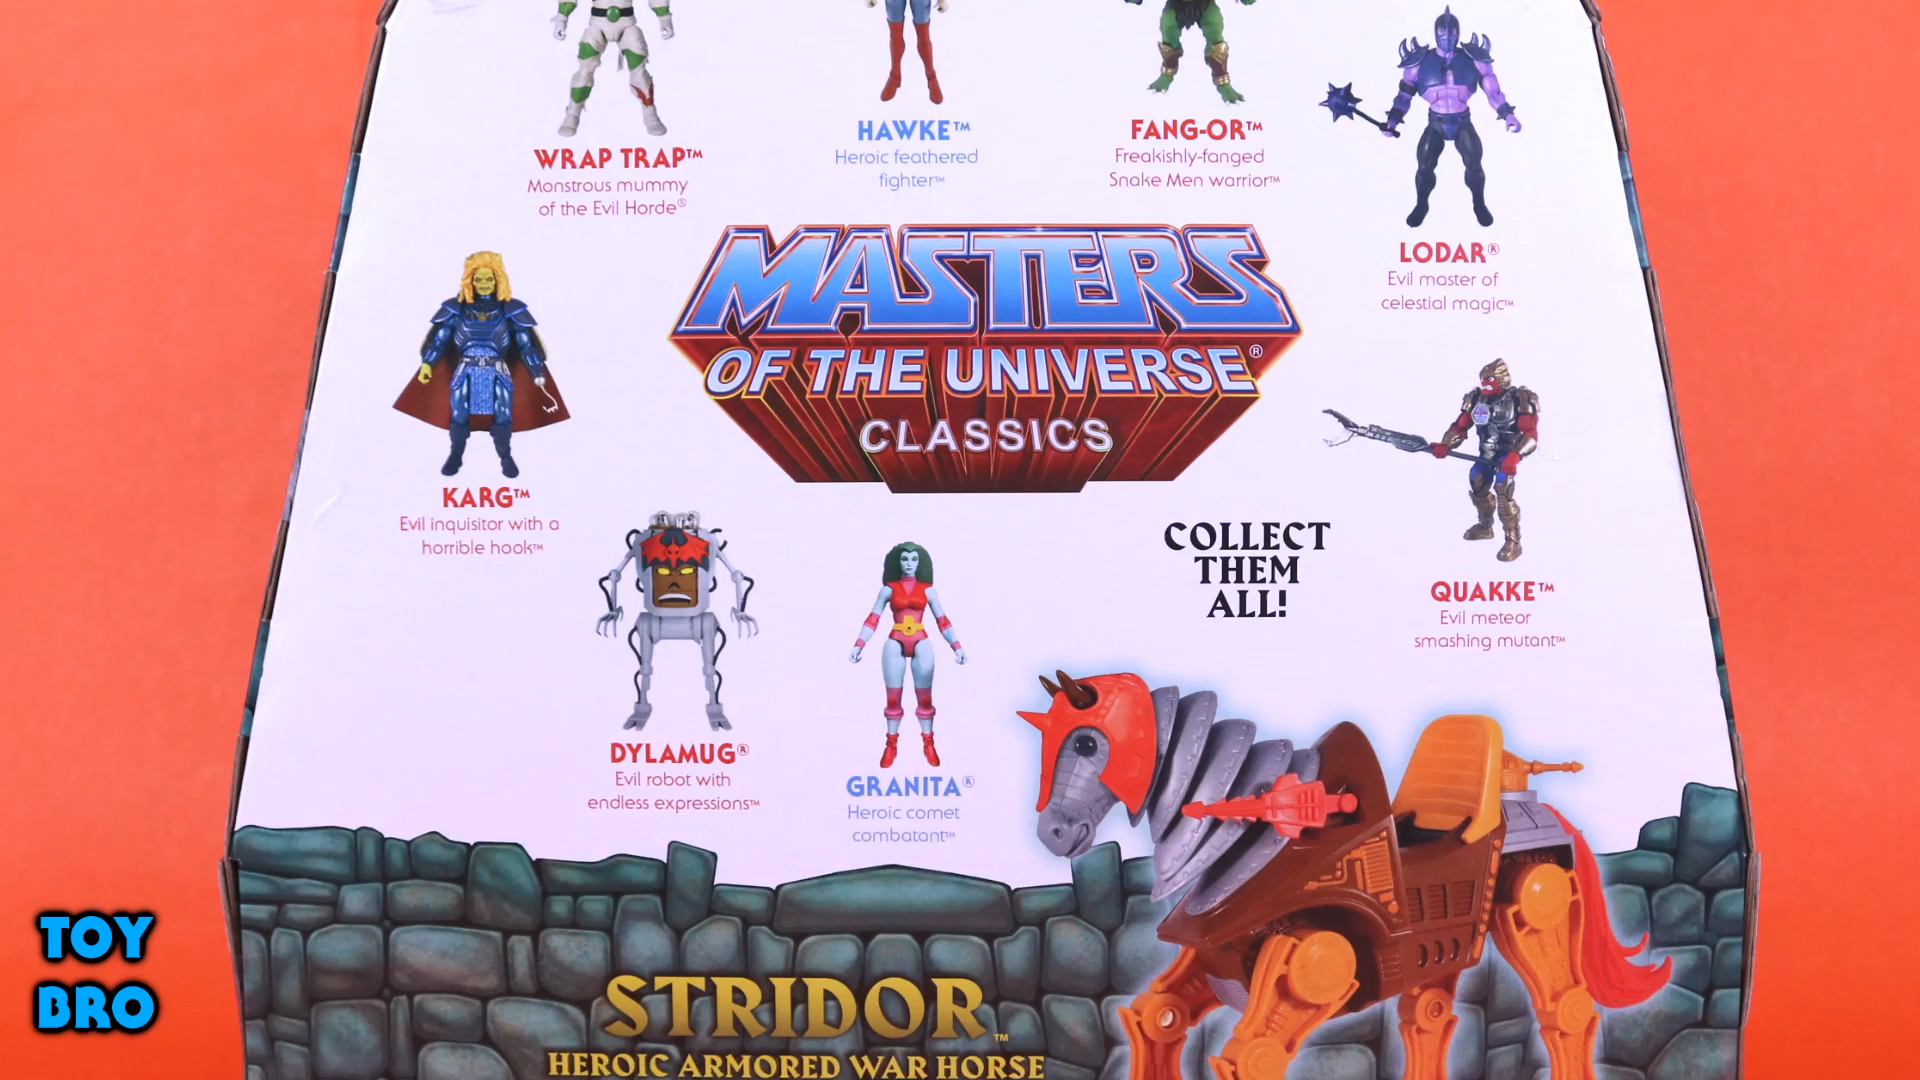 WRAP TRAP™
Monstrous mummy
of the Evil Horde®
HAWKE™
Heroic feathered
fighter™
FANG-OR™
Freakishly-fanged
Snake Men warrior™
LODAR®
Evil master of
celestial magic™
MASTERS
OF THE UNIVERSE®
CLASSICS
KARG™
Evil inquisitor with a
horrible hook™
COLLECT
THEM
ALL!
QUAKKE™
Evil meteor
smashing mutant™
DYLAMUG®
Evil robot with
endless expressions™
GRANITA®
Heroic comet
combatant™
TOY
BRO
STRIDOR™
HEROIC ARMORED WAR HORSE